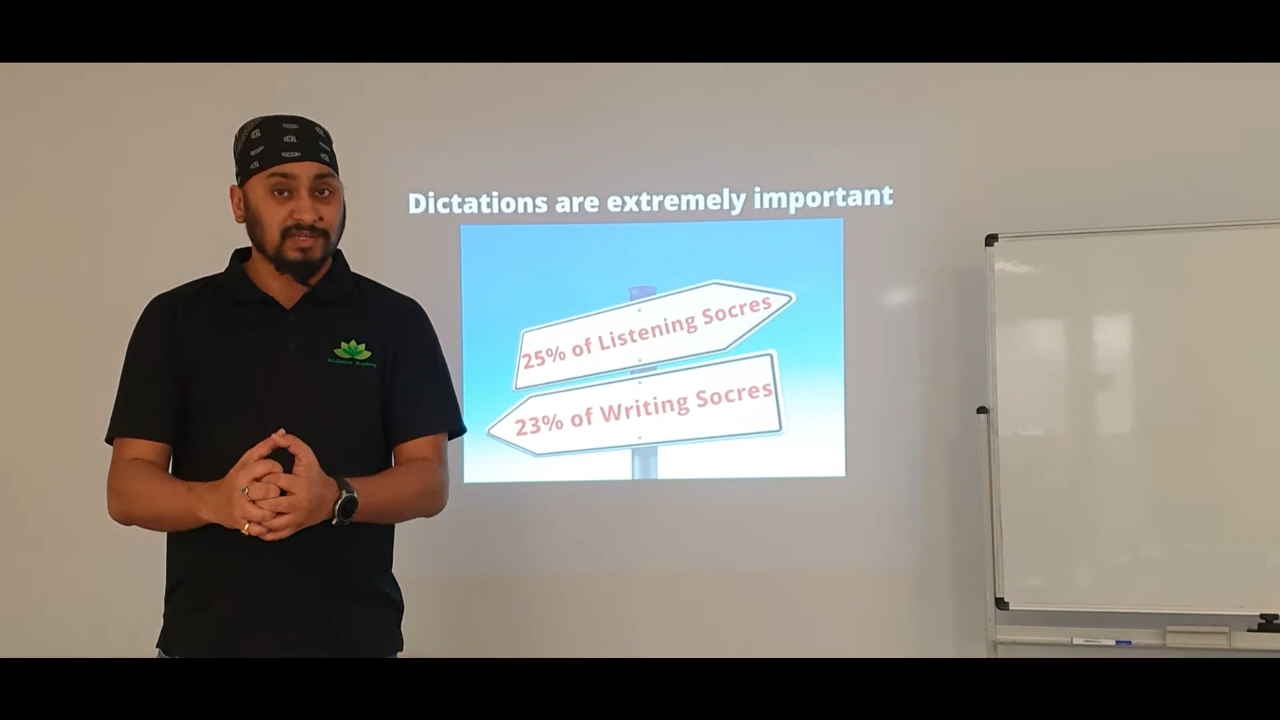 Dictations are extremely important
25% of Listening Socres
23% of Writing Socres